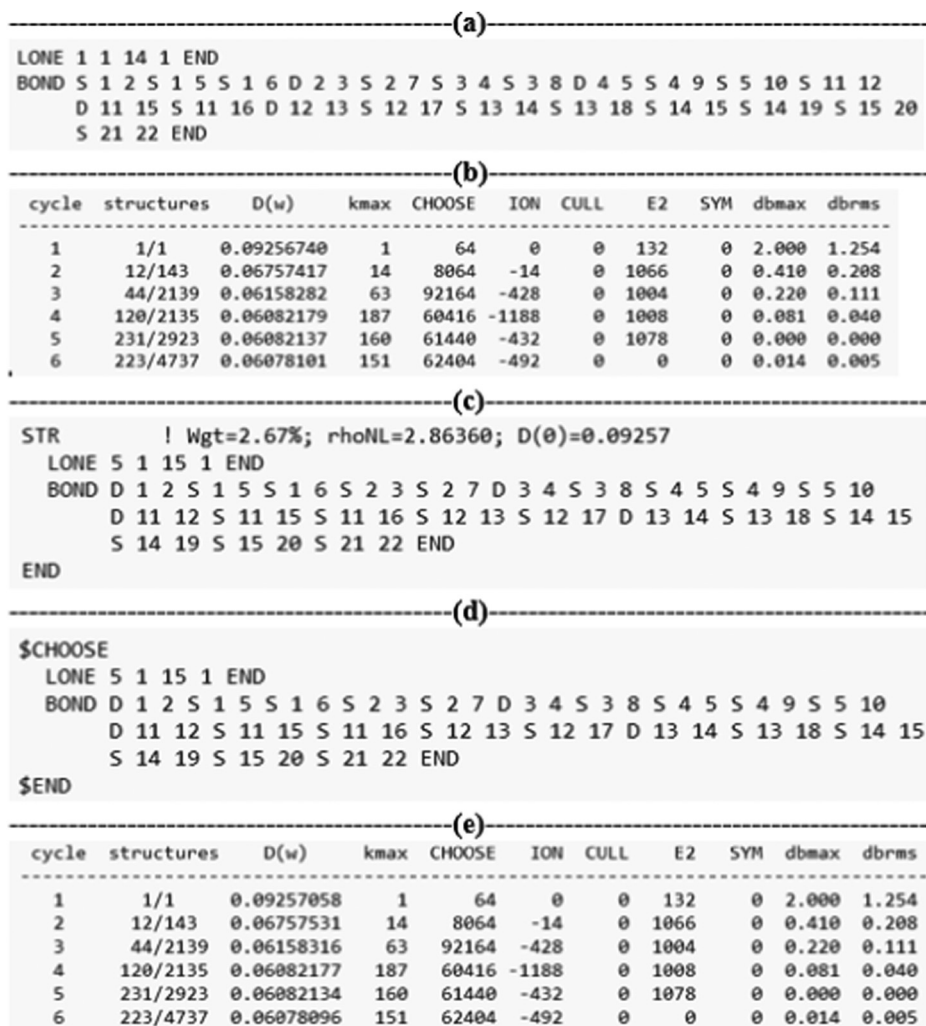 (a)
LONE 1 1 14 1 END
BOND S 1 2 S 1 5 S 1 6 D 2 3 S 2 7 S 3 4 S 3 8 D 4 5 S 4 9 S 5 10 S 11 12
D 11 15 S 11 16 D 12 13 S 12 17 S 13 14 S 13 18 S 14 15 S 14 19 S 15 20
S 21 22 END
(b)
cycle structures D(w) kmax CHOOSE ION CULL E2 SYM dbmax dbrms
1 1/1 0.09256740 1 64 0 0 132 0 2.000 1.254
2 12/143 0.06757417 14 8064 -14 0 1066 0 0.410 0.208
3 44/2139 0.06158282 63 92164 -428 0 1004 0 0.220 0.111
4 120/2135 0.06082179 187 60416 -1188 0 1008 0 0.081 0.040
5 231/2923 0.06082137 160 61440 -432 0 1078 0 0.000 0.000
6 223/4737 0.06078101 151 62404 -492 0 0 0 0.014 0.005
(c)
STR ! Wgt=2.67%; rhoNL=2.86360; D(0)=0.09257
LONE 5 1 15 1 END
BOND D 1 2 S 1 5 S 1 6 S 2 3 S 2 7 D 3 4 S 3 8 S 4 5 S 4 9 S 5 10
D 11 12 S 11 15 S 11 16 S 12 13 S 12 17 D 13 14 S 13 18 S 14 15
S 14 19 S 15 20 S 21 22 END
END
(d)
$CHOOSE
LONE 5 1 15 1 END
BOND D 1 2 S 1 5 S 1 6 S 2 3 S 2 7 D 3 4 S 3 8 S 4 5 S 4 9 S 5 10
D 11 12 S 11 15 S 11 16 S 12 13 S 12 17 D 13 14 S 13 18 S 14 15
S 14 19 S 15 20 S 21 22 END
$END
(e)
cycle structures D(w) kmax CHOOSE ION CULL E2 SYM dbmax dbrms
1 1/1 0.09257058 1 64 0 0 132 0 2.000 1.254
2 12/143 0.06757531 14 8064 -14 0 1066 0 0.410 0.208
3 44/2139 0.06158316 63 92164 -428 0 1004 0 0.220 0.111
4 120/2135 0.06082177 187 60416 -1188 0 1008 0 0.081 0.040
5 231/2923 0.06082134 160 61440 -432 0 1078 0 0.000 0.000
6 223/4737 0.06078096 151 62404 -492 0 0 0 0.014 0.005